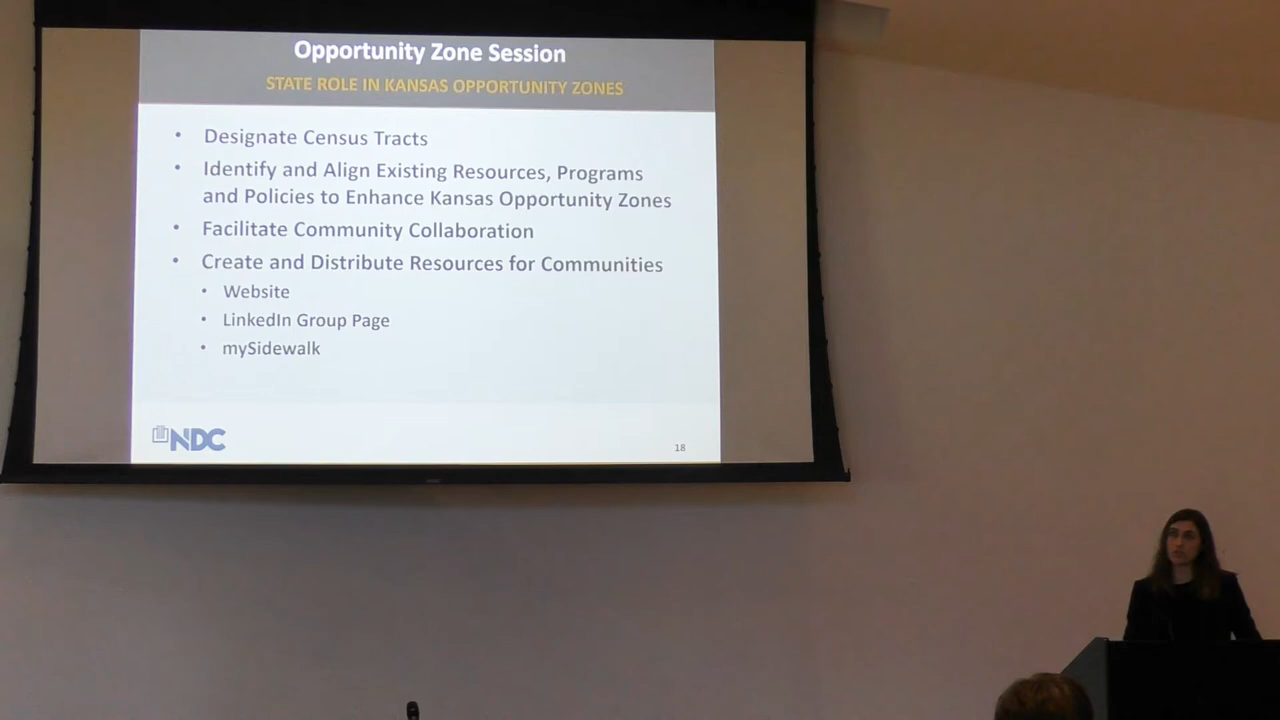 Opportunity Zone Session
STATE ROLE IN KANSAS OPPORTUNITY ZONES
• Designate Census Tracts
• Identify and Align Existing Resources, Programs
and Policies to Enhance Kansas Opportunity Zones
• Facilitate Community Collaboration
• Create and Distribute Resources for Communities
• Website
• LinkedIn Group Page
• mySidewalk
NDC
18